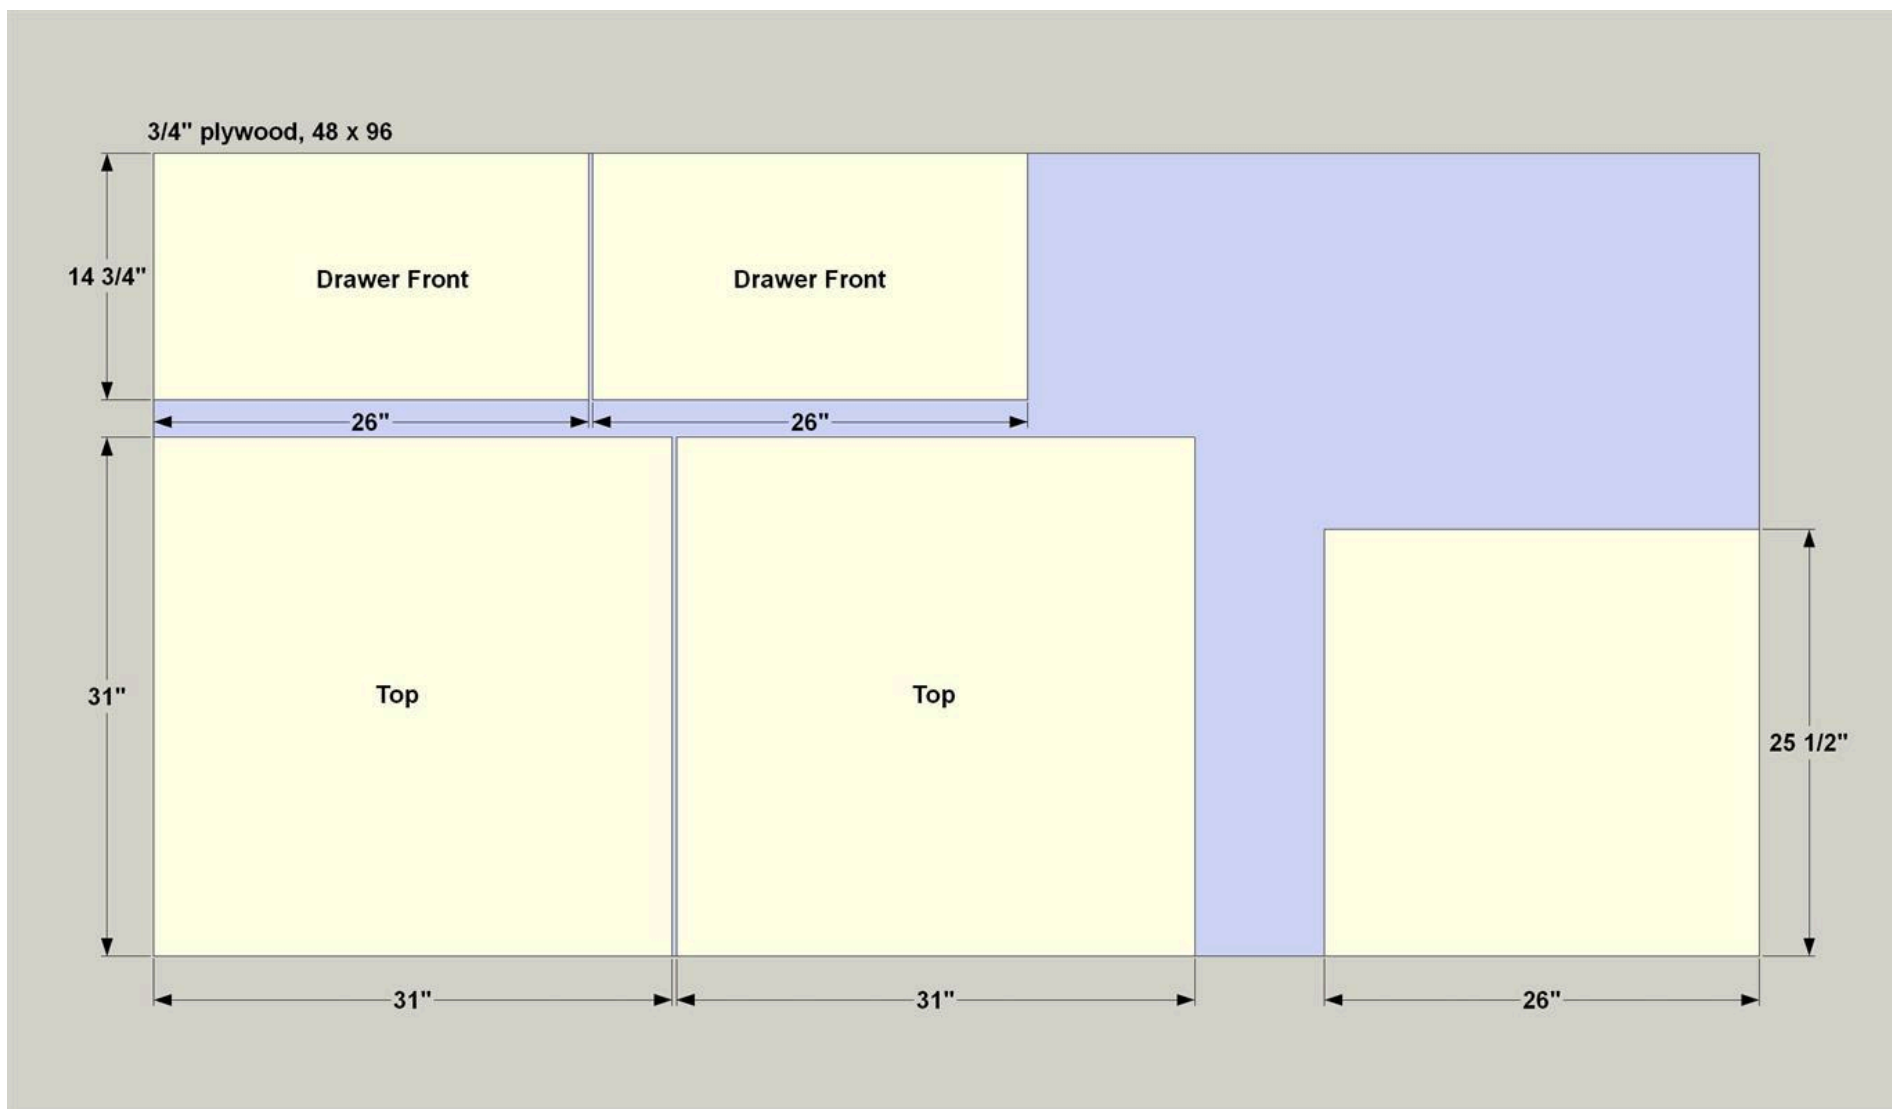 3/4" plywood, 48 x 96
14 3/4"
Drawer Front
Drawer Front
26"
26"
31"
Top
Top
25 1/2"
31"
31"
26"